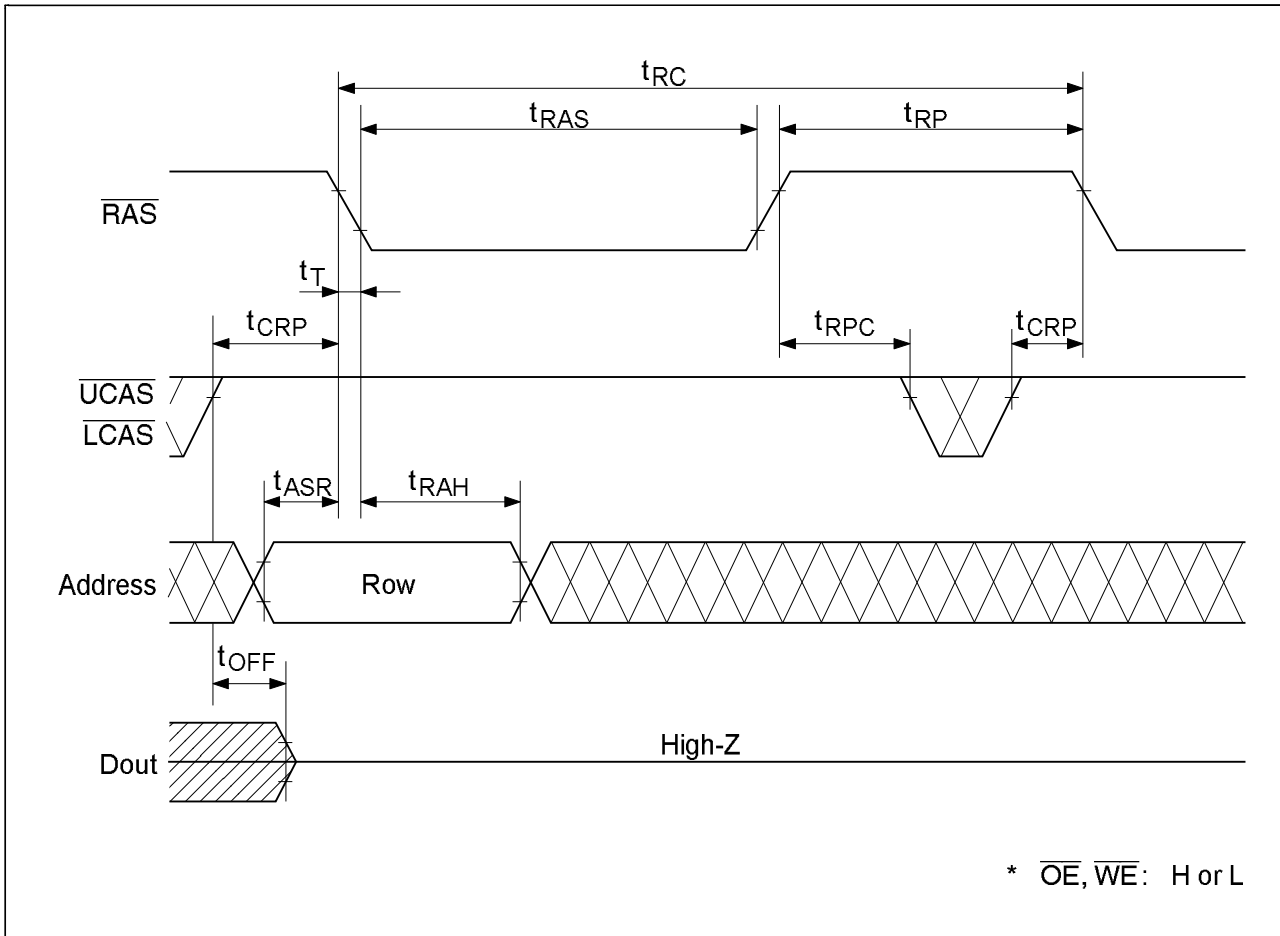 tRC
tRAS
tRP
RAS
tT
tCRP
tRPC
tCRP
UCAS
LCAS
tASR
tRAH
Address
Row
tOFF
Dout
High-Z
* OE, WE: H or L